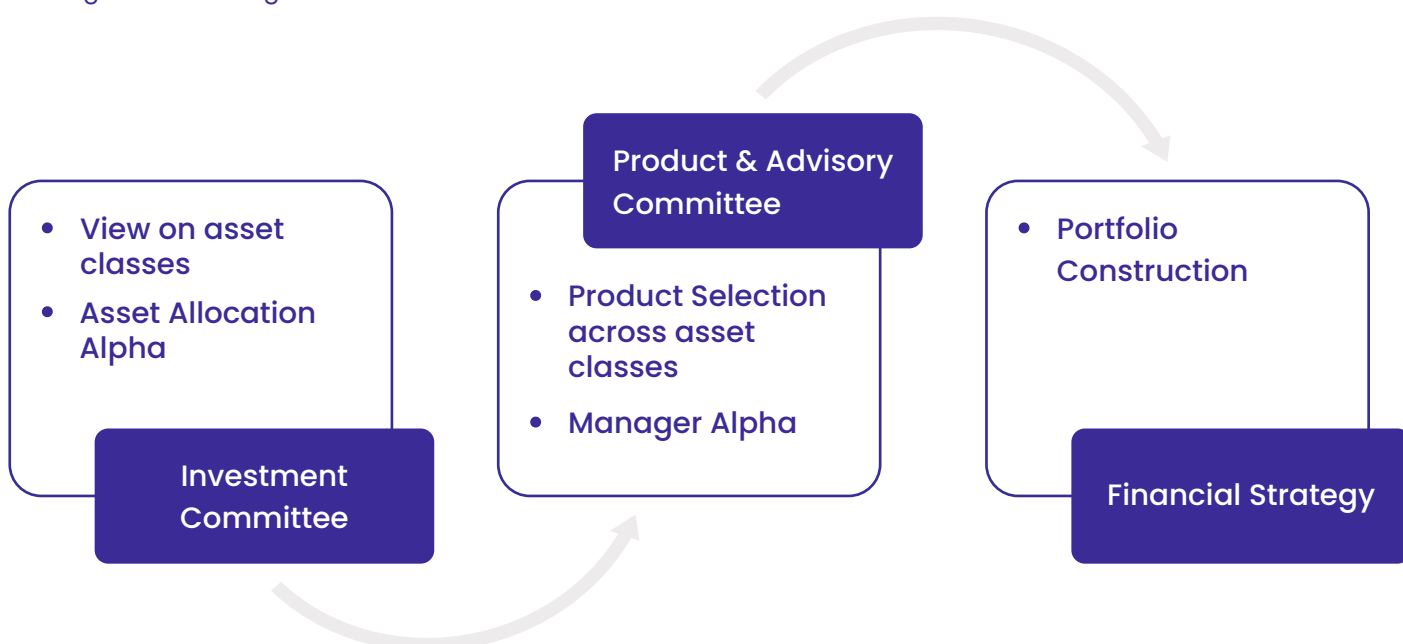 View on asset
classes
Asset Allocation
Alpha
Investment
Committee
Product & Advisory
Committee
Product Selection
across asset
classes
Manager Alpha
Portfolio
Construction
Financial Strategy